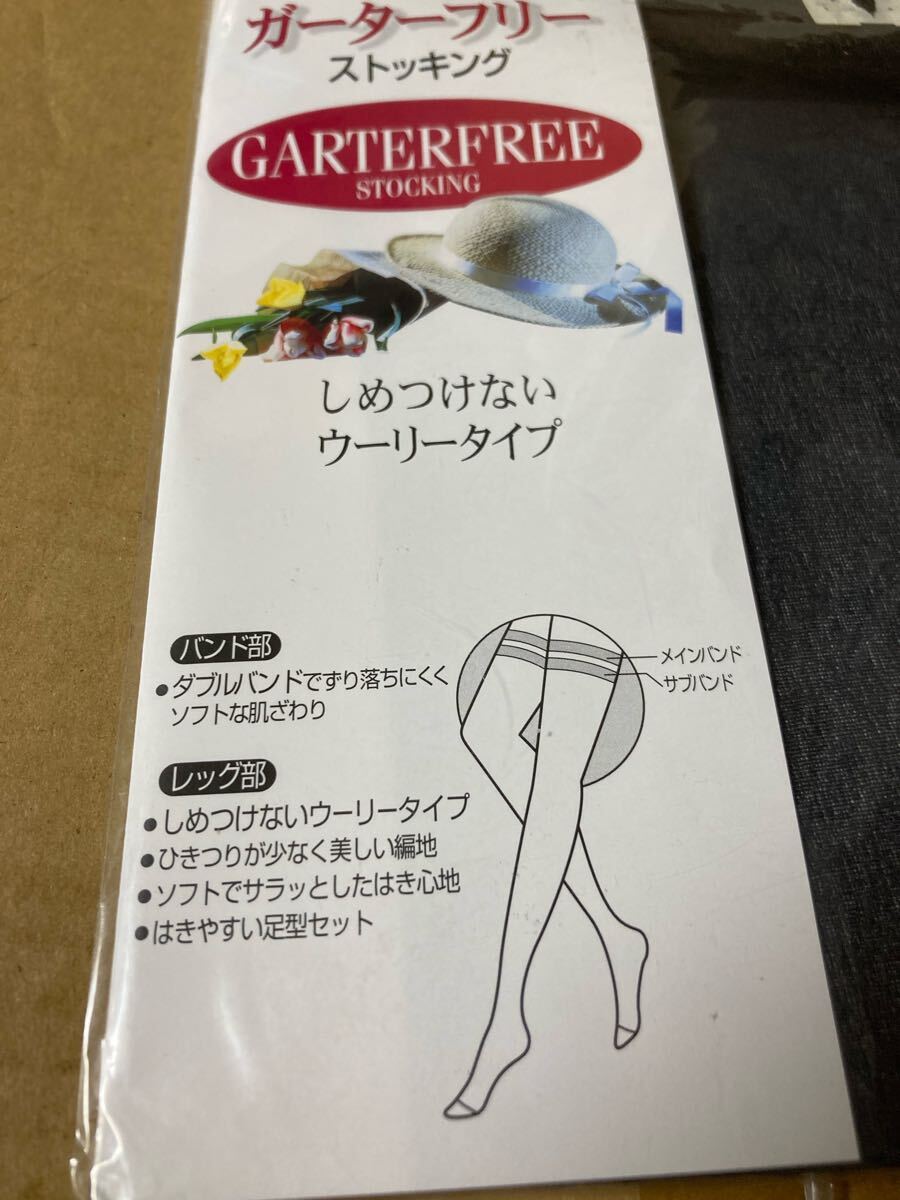 ガーターフリー
ストッキング
GARTERFREE
STOCKING
しめつけない
ウーリータイプ
バンド部
●ダブルバンドでずり落ちにくく
ソフトな肌ざわり
メインバンド
サブバンド
レッグ部
●しめつけないウーリータイプ
●ひきつりが少なく美しい編地
●ソフトでサラッとしたはき心地
●はきやすい足型セット